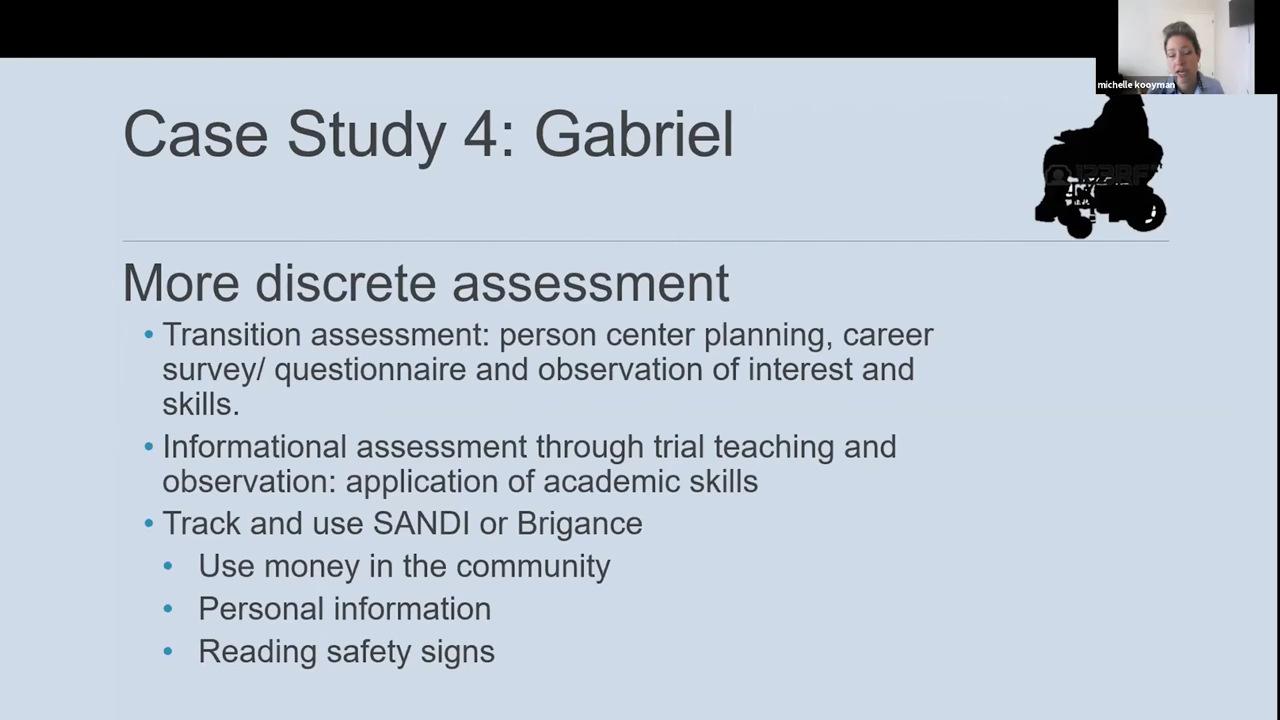 michelle kooyman
Case Study 4: Gabriel
123RF
More discrete assessment
• Transition assessment: person center planning, career
survey/ questionnaire and observation of interest and
skills.
• Informational assessment through trial teaching and
observation: application of academic skills
• Track and use SANDI or Brigance
• Use money in the community
• Personal information
• Reading safety signs